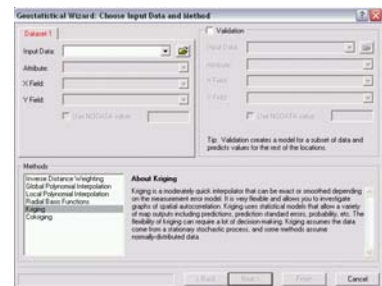 Geostatistical Wizard: Choose Input Data and Method
Dataset 1
Input Data:
Attribute:
X Field:
Y Field:
Use NODATA value
Validation
Input Data:
Attribute:
X Field:
Y Field:
Use NODATA value
Tip: Validation creates a model for a subset of data and
predicts values for the rest of the locations.
Methods
Inverse Distance Weighting
Global Polynomial Interpolation
Local Polynomial Interpolation
Radial Basis Functions
Kriging
Cokriging
About Kriging
Kriging is a moderately quick interpolator that can be exact or smoothed depending
on the measurement error model. It is very flexible and allows you to investigate
graphs of spatial autocorrelation. Kriging uses statistical models that allow a variety
of map outputs including predictions, prediction standard errors, probability, etc. The
flexibility of kriging can require a lot of decision-making. Kriging assumes the data
come from a stationary stochastic process, and some methods assume
normally-distributed data.
< Back
Next >
Finish
Cancel